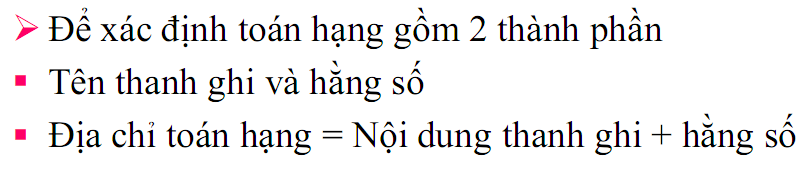 Để xác định toán hạng gồm 2 thành phần
Tên thanh ghi và hằng số
Địa chỉ toán hạng = Nội dung thanh ghi + hằng số